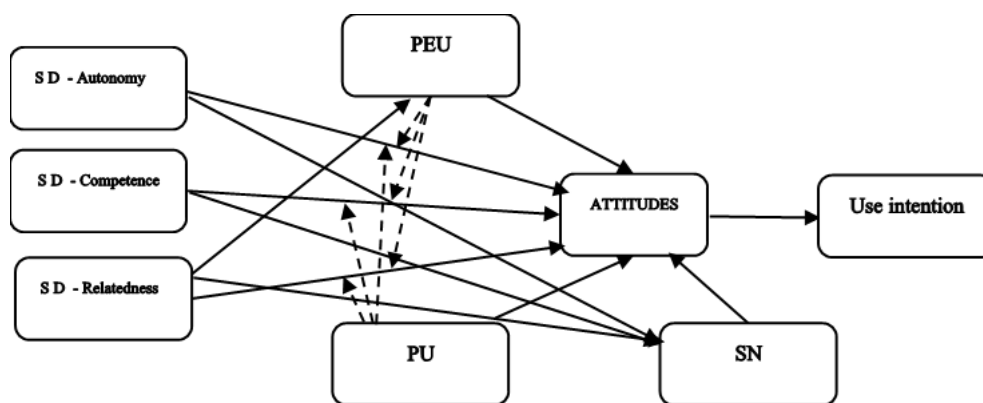 PEU
S D - Autonomy
S D - Competence
ATTITUDES
Use intention
S D - Relatedness
PU
SN